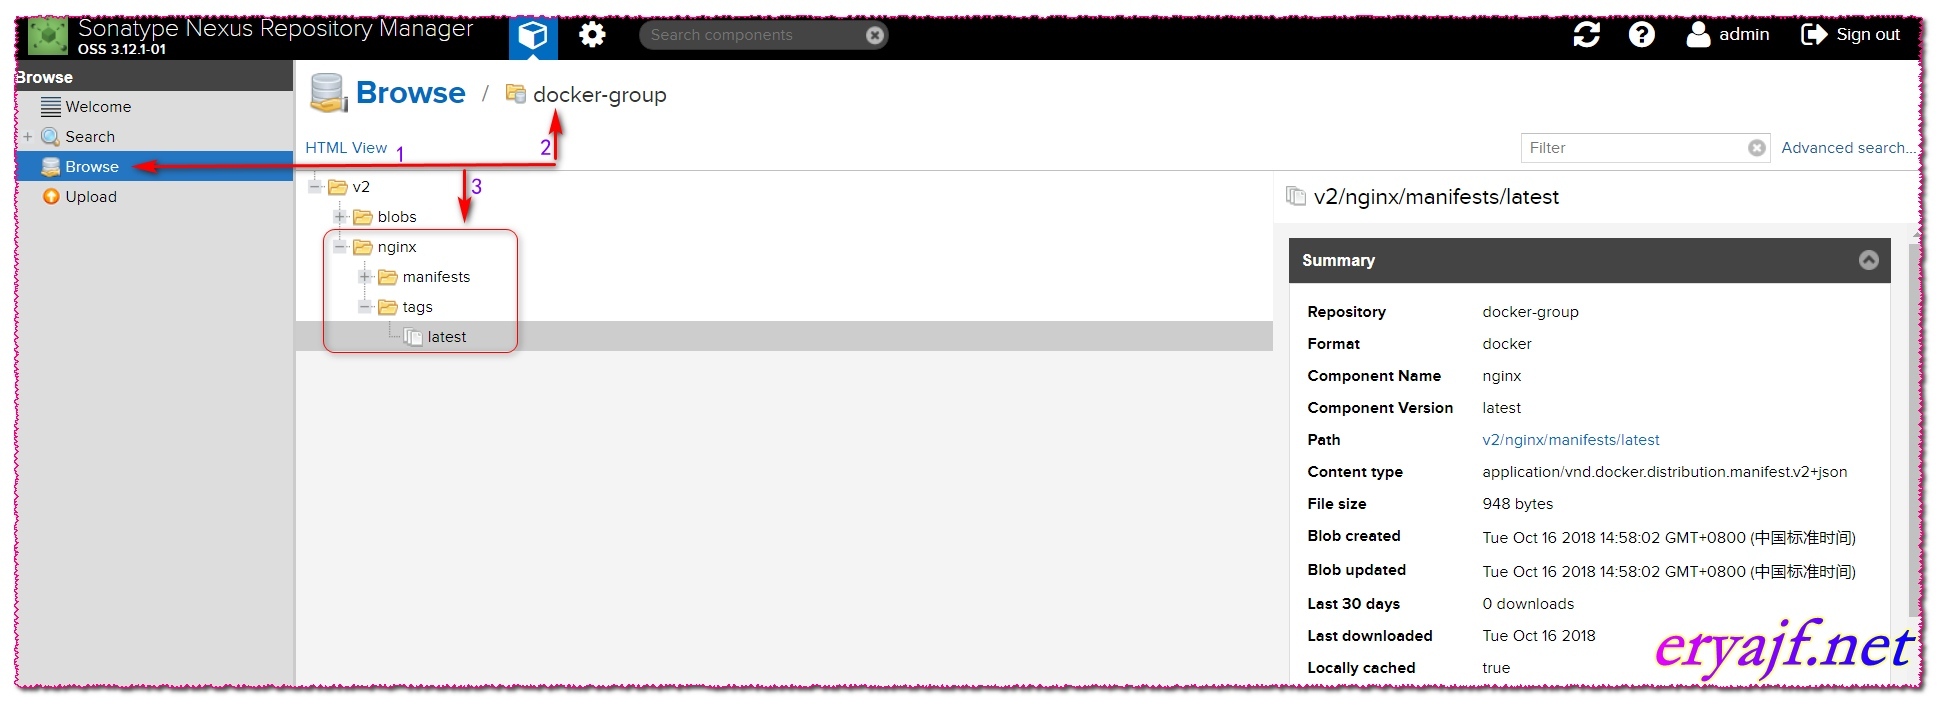 Sonatype Nexus Repository Manager
OSS 3.12.1-01
Search components
admin
Sign out
Browse
Welcome
Search
Browse
Upload
Browse / docker-group
HTML View
1
2
3
Filter
Advanced search...
v2
blobs
nginx
manifests
tags
latest
v2/nginx/manifests/latest
Summary
Repository docker-group
Format docker
Component Name nginx
Component Version latest
Path v2/nginx/manifests/latest
Content type application/vnd.docker.distribution.manifest.v2+json
File size 948 bytes
Blob created Tue Oct 16 2018 14:58:02 GMT+0800 (中国标准时间)
Blob updated Tue Oct 16 2018 14:58:02 GMT+0800 (中国标准时间)
Last 30 days 0 downloads
Last downloaded Tue Oct 16 2018
Locally cached true
eryajf.net